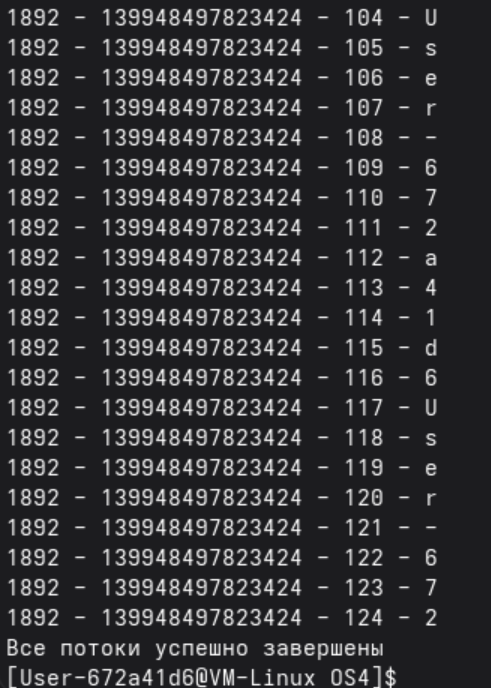 1892 - 139948497823424 - 104 - U
1892 - 139948497823424 - 105 - s
1892 - 139948497823424 - 106 - e
1892 - 139948497823424 - 107 - r
1892 - 139948497823424 - 108 - -
1892 - 139948497823424 - 109 - 6
1892 - 139948497823424 - 110 - 7
1892 - 139948497823424 - 111 - 2
1892 - 139948497823424 - 112 - a
1892 - 139948497823424 - 113 - 4
1892 - 139948497823424 - 114 - 1
1892 - 139948497823424 - 115 - d
1892 - 139948497823424 - 116 - 6
1892 - 139948497823424 - 117 - U
1892 - 139948497823424 - 118 - s
1892 - 139948497823424 - 119 - e
1892 - 139948497823424 - 120 - r
1892 - 139948497823424 - 121 - -
1892 - 139948497823424 - 122 - 6
1892 - 139948497823424 - 123 - 7
1892 - 139948497823424 - 124 - 2
Все потоки успешно завершены
[User-672a41d6@VM-Linux OS4]$